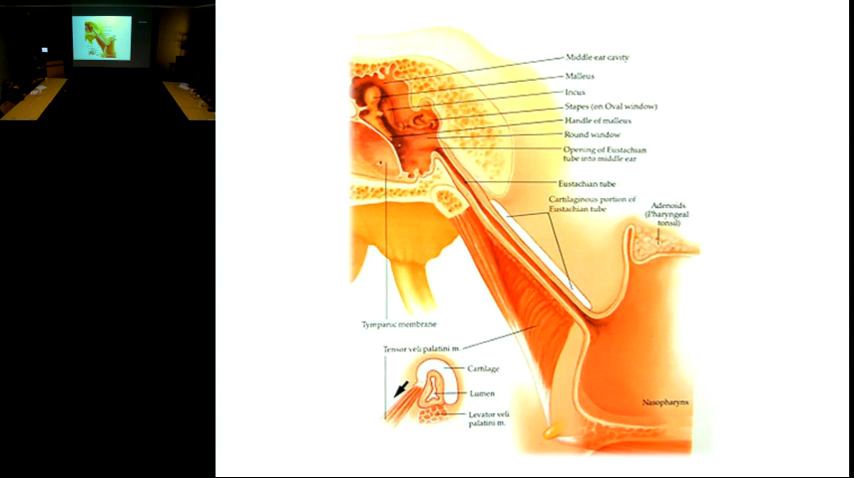 Middle ear cavity
Malleus
Incus
Stapes (on Oval window)
Handle of malleus
Round window
Opening of Eustachian
tube into middle ear
Eustachian tube
Cartilaginous portion of
Eustachian tube
Adenoids
(Pharyngeal
tonsil)
Tympanic membrane
Tensor veli palatini m.
Cartilage
Lumen
Levator veli
palatini m.
Nasopharynx